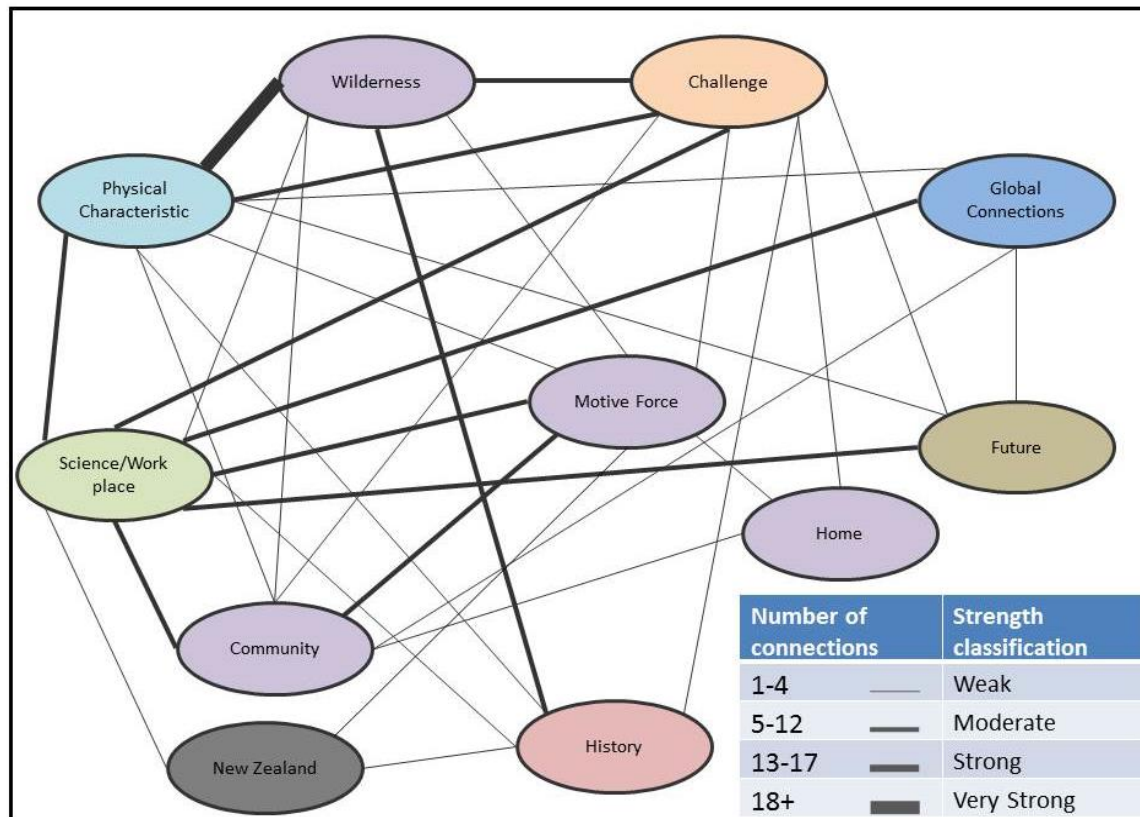 Wilderness
Challenge
Physical
Characteristic
Global
Connections
Motive Force
Science/Work
place
Future
Home
Community
New Zealand
History
Number of
connections
Strength
classification
1-4 Weak
5-12 Moderate
13-17 Strong
18+ Very Strong